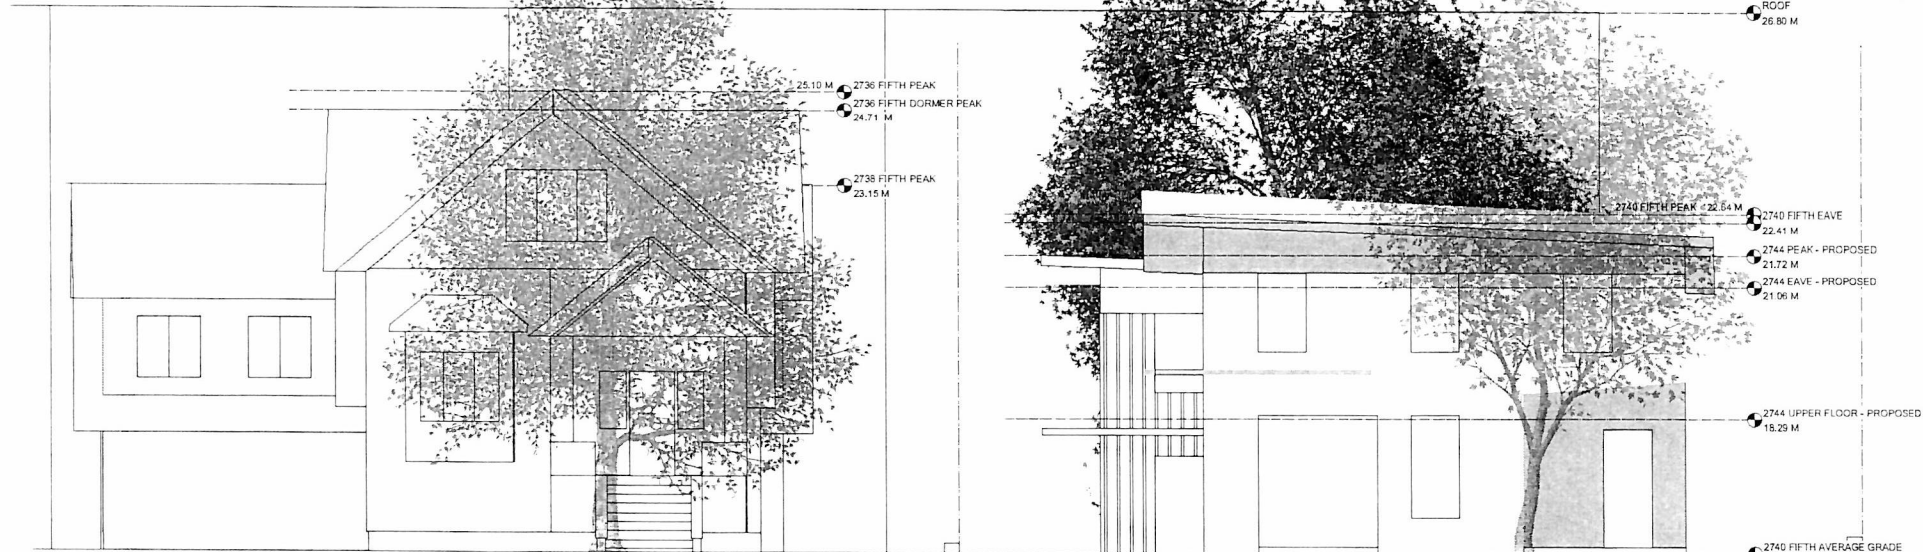 ROOF
26.80 M
25.10 M 2736 FIFTH PEAK
2736 FIFTH DORMER PEAK
24.71 M
2738 FIFTH PEAK
23.15 M
2740 FIFTH PEAK - 22.64 M
2740 FIFTH EAVE
22.41 M
2744 PEAK - PROPOSED
21.72 M
2744 EAVE - PROPOSED
21.06 M
2744 UPPER FLOOR - PROPOSED
18.29 M
2740 FIFTH AVERAGE GRADE